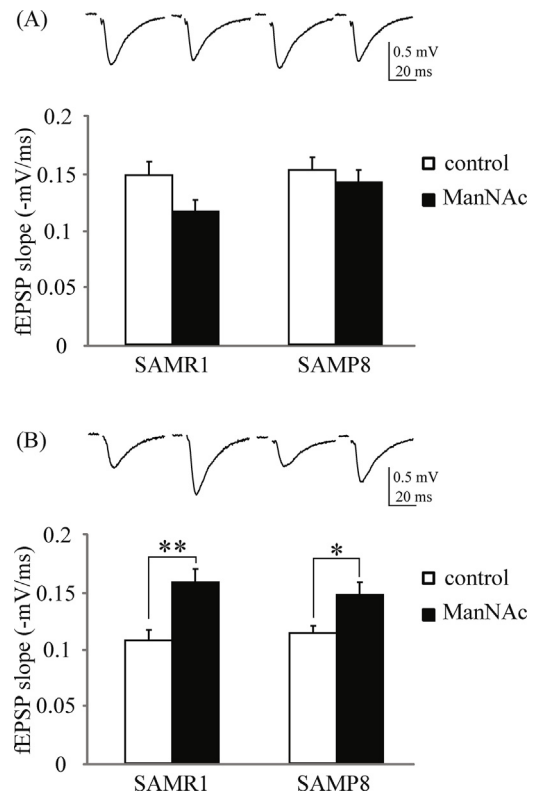 (A)
0.5 mV
20 ms
fEPSP slope (-mV/ms)
0.2
0.15
0.1
0.05
0
control
ManNAc
SAMR1 SAMP8
(B)
0.5 mV
20 ms
fEPSP slope (-mV/ms)
0.2
0.15
0.1
0.05
0
** *
control
ManNAc
SAMR1 SAMP8